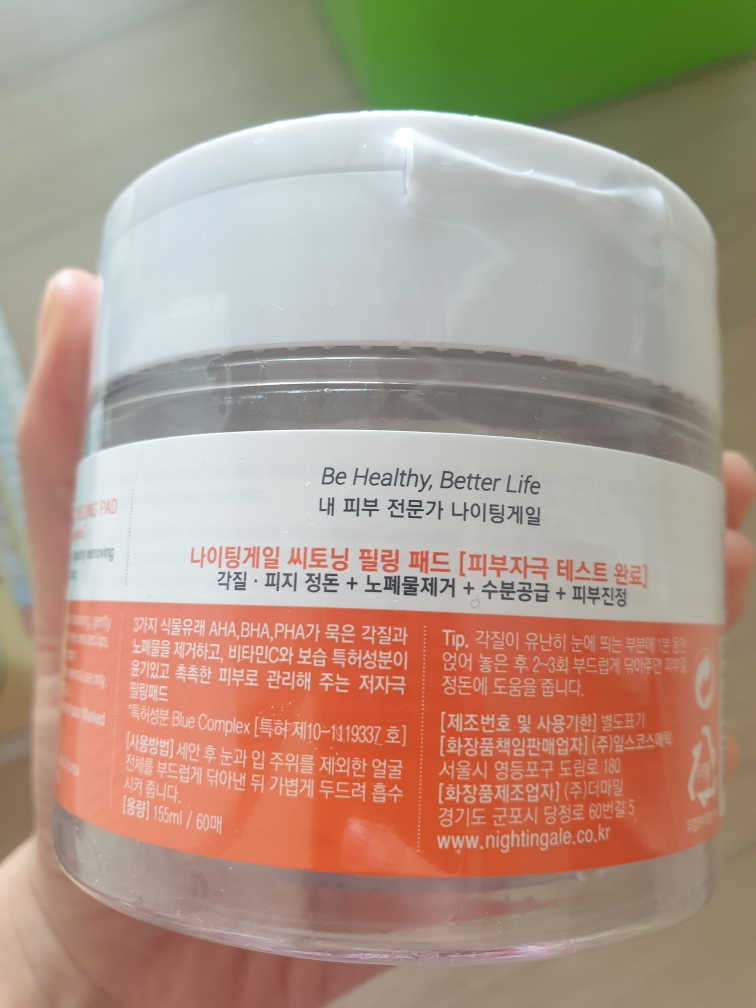 Be Healthy, Better Life
내 피부 전문가 나이팅게일
나이팅게일 씨토닝 필링 패드 [피부자극 테스트 완료]
각질 · 피지 정돈 + 노폐물제거 + 수분공급 + 피부진정
3가지 식물유래 AHA,BHA,PHA가 묵은 각질과
노폐물을 제거하고, 비타민C와 보습 특허성분이
윤기있고 촉촉한 피부로 관리해 주는 저자극
필링패드
*특허성분 Blue Complex [특허 제10-1119337 호]
[사용방법] 세안 후 눈과 입 주위를 제외한 얼굴
전체를 부드럽게 닦아낸 뒤 가볍게 두드려 흡수
시켜 줍니다.
[용량] 155ml / 60매
Tip. 각질이 유난히 눈에 띄는 부분에 1분 동안
얹어 놓은 후 2~3회 부드럽게 닦아주면 피부결
정돈에 도움을 줍니다.
[제조번호 및 사용기한] 별도표기
[화장품책임판매업자] (주)잎스코스메틱
서울시 영등포구 도림로 180
[화장품제조업자] (주)더마밀
경기도 군포시 당정로 60번길 5
www.nightingale.co.kr
PAD
removing
gently
lips.
use only.
Marked